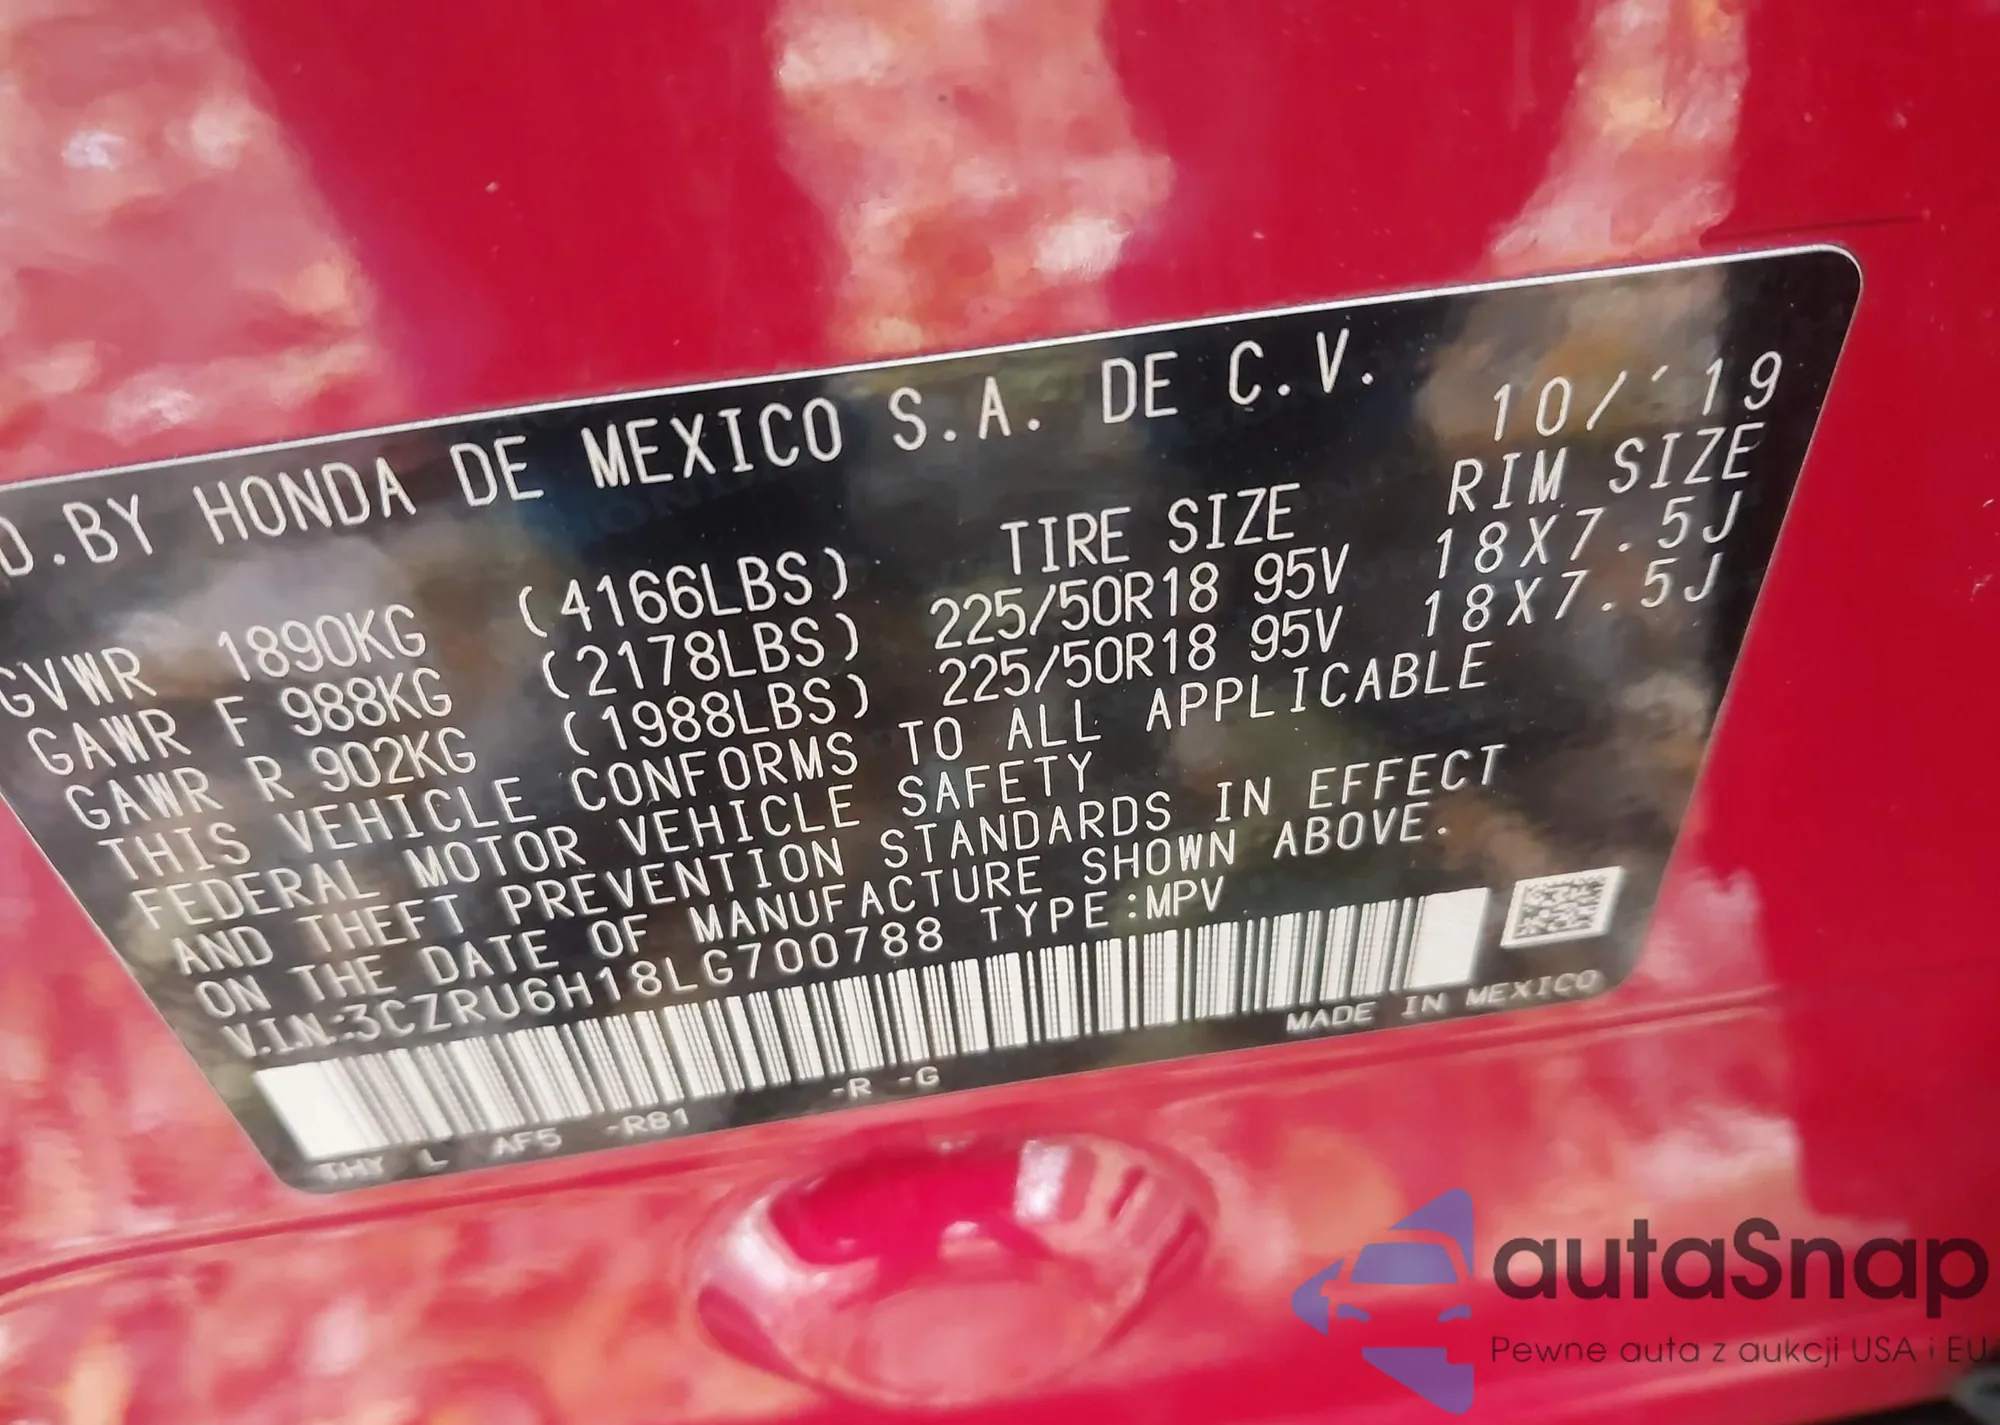 D.BY HONDA DE MEXICO S.A. DE C.V.
10/'19
TIRE SIZE RIM SIZE
GVWR 1890KG (4166LBS)
GAWR F 988KG (2178LBS) 225/50R18 95V 18X7.5J
GAWR R 902KG (1988LBS) 225/50R18 95V 18X7.5J
THIS VEHICLE CONFORMS TO ALL APPLICABLE
FEDERAL MOTOR VEHICLE SAFETY
AND THEFT PREVENTION STANDARDS IN EFFECT
ON THE DATE OF MANUFACTURE SHOWN ABOVE.
V.I.N:3CZRU6H18LG700788 TYPE:MPV
MADE IN MEXICO
THY L AF5 -R81 -R -G
autaSnap
Pewne auta z aukcji USA i EU